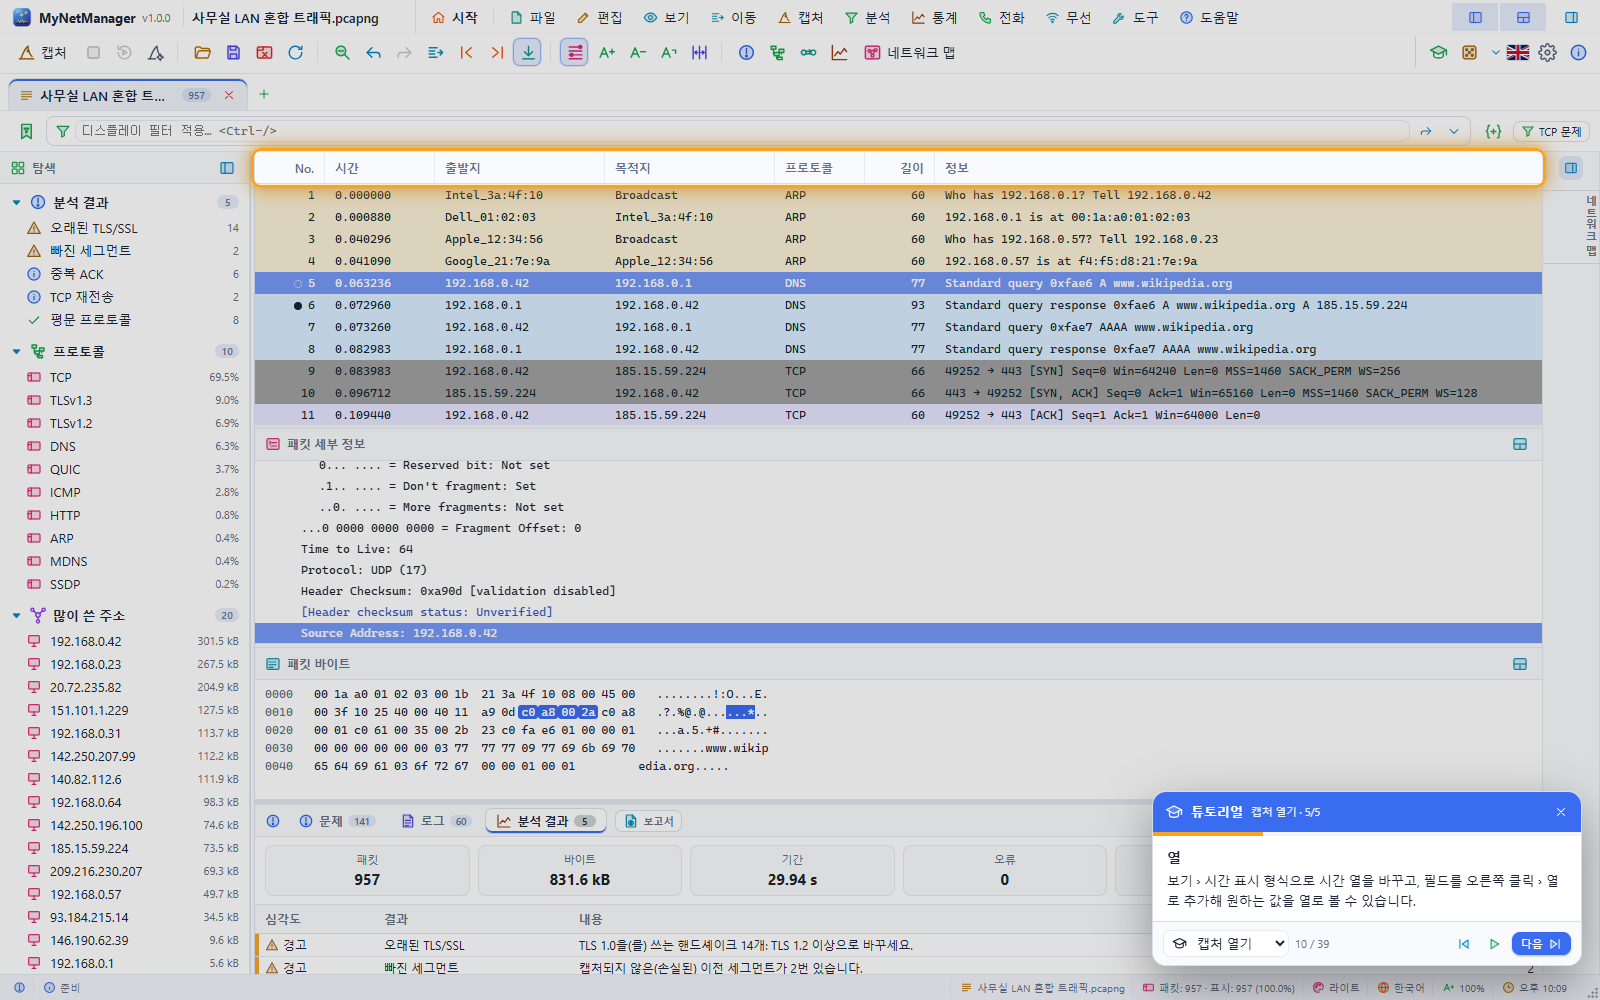 MyNetManager v1.0.0 사무실 LAN 혼합 트래픽.pcapng 시작 파일 편집 보기 이동 캡처 분석 통계 전화 무선 도구 도움말
캡처 네트워크 맵
사무실 LAN 혼합 트... 957
디스플레이 필터 적용… <Ctrl-/> TCP 문제
탐색
분석 결과 5
오래된 TLS/SSL 14
빠진 세그먼트 2
중복 ACK 6
TCP 재전송 2
평문 프로토콜 8
프로토콜 10
TCP 69.5%
TLSv1.3 9.0%
TLSv1.2 6.9%
DNS 6.3%
QUIC 3.7%
ICMP 2.8%
HTTP 0.8%
ARP 0.4%
MDNS 0.4%
SSDP 0.2%
많이 쓴 주소 20
192.168.0.42 301.5 kB
192.168.0.23 267.5 kB
20.72.235.82 204.9 kB
151.101.1.229 127.5 kB
192.168.0.31 113.7 kB
142.250.207.99 112.2 kB
140.82.112.6 111.9 kB
192.168.0.64 98.3 kB
142.250.196.100 74.6 kB
185.15.59.224 73.5 kB
209.216.230.207 69.3 kB
192.168.0.57 49.7 kB
93.184.215.14 34.5 kB
146.190.62.39 9.6 kB
192.168.0.1 5.6 kB
No. 시간 출발지 목적지 프로토콜 길이 정보
1 0.000000 Intel_3a:4f:10 Broadcast ARP 60 Who has 192.168.0.1? Tell 192.168.0.42
2 0.000880 Dell_01:02:03 Intel_3a:4f:10 ARP 60 192.168.0.1 is at 00:1a:a0:01:02:03
3 0.040296 Apple_12:34:56 Broadcast ARP 60 Who has 192.168.0.57? Tell 192.168.0.23
4 0.041090 Google_21:7e:9a Apple_12:34:56 ARP 60 192.168.0.57 is at f4:f5:d8:21:7e:9a
5 0.063236 192.168.0.42 192.168.0.1 DNS 77 Standard query 0xfae6 A www.wikipedia.org
6 0.072960 192.168.0.1 192.168.0.42 DNS 93 Standard query response 0xfae6 A www.wikipedia.org A 185.15.59.224
7 0.073260 192.168.0.42 192.168.0.1 DNS 77 Standard query 0xfae7 AAAA www.wikipedia.org
8 0.082983 192.168.0.1 192.168.0.42 DNS 77 Standard query response 0xfae7 AAAA www.wikipedia.org
9 0.083983 192.168.0.42 185.15.59.224 TCP 66 49252 → 443 [SYN] Seq=0 Win=64240 Len=0 MSS=1460 SACK_PERM WS=256
10 0.096712 185.15.59.224 192.168.0.42 TCP 66 443 → 49252 [SYN, ACK] Seq=0 Ack=1 Win=65160 Len=0 MSS=1460 SACK_PERM WS=128
11 0.109440 192.168.0.42 185.15.59.224 TCP 60 49252 → 443 [ACK] Seq=1 Ack=1 Win=64000 Len=0
네트워크 맵
패킷 세부 정보
0... .... = Reserved bit: Not set
.1.. .... = Don't fragment: Set
..0. .... = More fragments: Not set
...0 0000 0000 0000 = Fragment Offset: 0
Time to Live: 64
Protocol: UDP (17)
Header Checksum: 0xa90d [validation disabled]
[Header checksum status: Unverified]
Source Address: 192.168.0.42
패킷 바이트
0000 00 1a a0 01 02 03 00 1b 21 3a 4f 10 08 00 45 00 ........!:O...E.
0010 00 3f 10 25 40 00 40 11 a9 0d c0 a8 00 2a c0 a8 .?.%@.@......*..
0020 00 01 c0 61 00 35 00 2b 23 c0 fa e6 01 00 00 01 ...a.5.+#.......
0030 00 00 00 00 00 00 03 77 77 77 09 77 69 6b 69 70 .......www.wikip
0040 65 64 69 61 03 6f 72 67 00 00 01 00 01 edia.org.....
문제 141 로그 60 분석 결과 5 보고서
패킷 바이트 기간 오류
957 831.6 kB 29.94 s 0
심각도 결과 내용
경고 오래된 TLS/SSL TLS 1.0을(를) 쓰는 핸드셰이크 14개: TLS 1.2 이상으로 바꾸세요.
경고 빠진 세그먼트 캡처되지 않은(손실된) 이전 세그먼트가 2번 있습니다. 2
튜토리얼 캡처 열기 · 5/5
열
보기 › 시간 표시 형식으로 시간 열을 바꾸고, 필드를 오른쪽 클릭 › 열
로 추가해 원하는 값을 열로 볼 수 있습니다.
캡처 열기 10 / 39 다음
준비 사무실 LAN 혼합 트래픽.pcapng 패킷: 957 · 표시: 957 (100.0%) 라이트 한국어 100% 오후 10:09